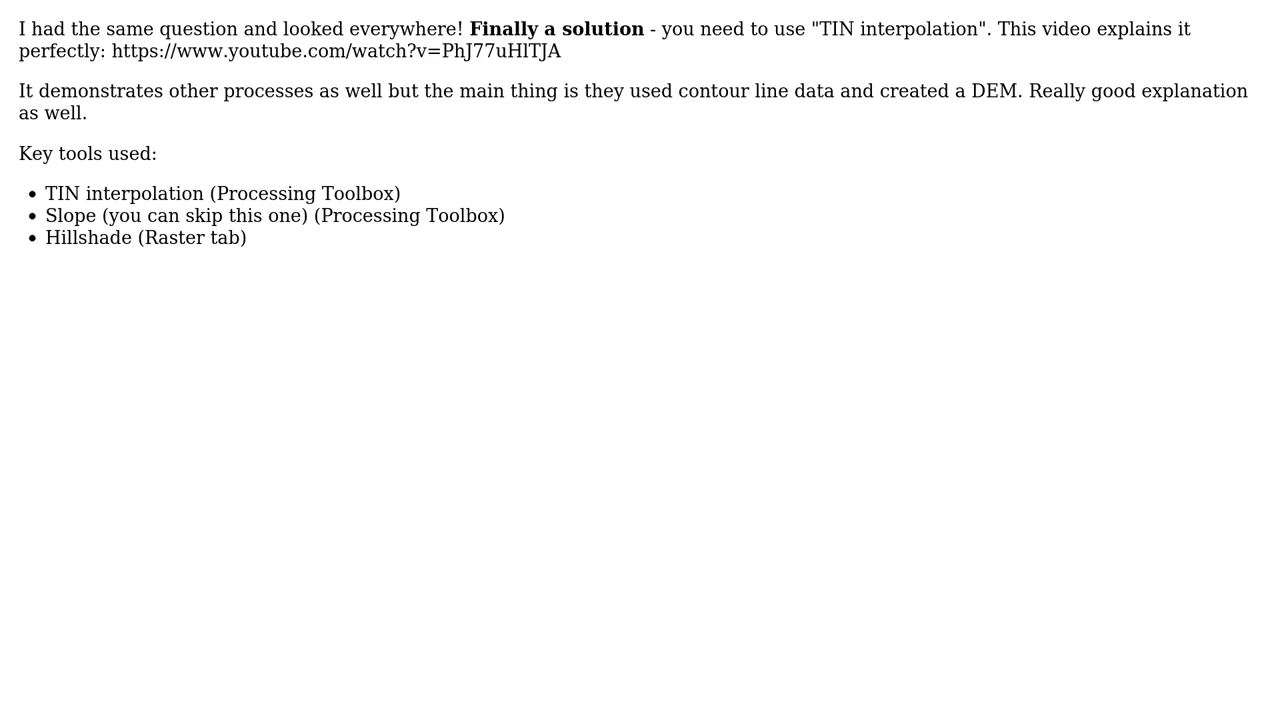 I had the same question and looked everywhere! Finally a solution - you need to use "TIN interpolation". This video explains it
perfectly: https://www.youtube.com/watch?v=PhJ77uHlTJA
It demonstrates other processes as well but the main thing is they used contour line data and created a DEM. Really good explanation
as well.
Key tools used:
• TIN interpolation (Processing Toolbox)
• Slope (you can skip this one) (Processing Toolbox)
• Hillshade (Raster tab)